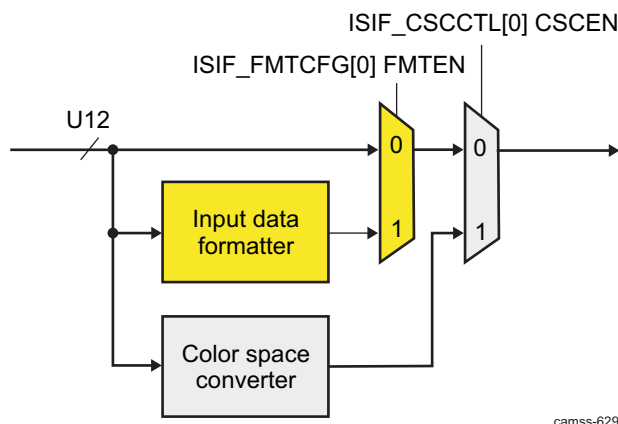 ISIF_CSCCTL[0] CSCEN
ISIF_FMTCFG[0] FMTEN
U12
0
0
Input data
formatter
1
1
Color space
converter
camss-629